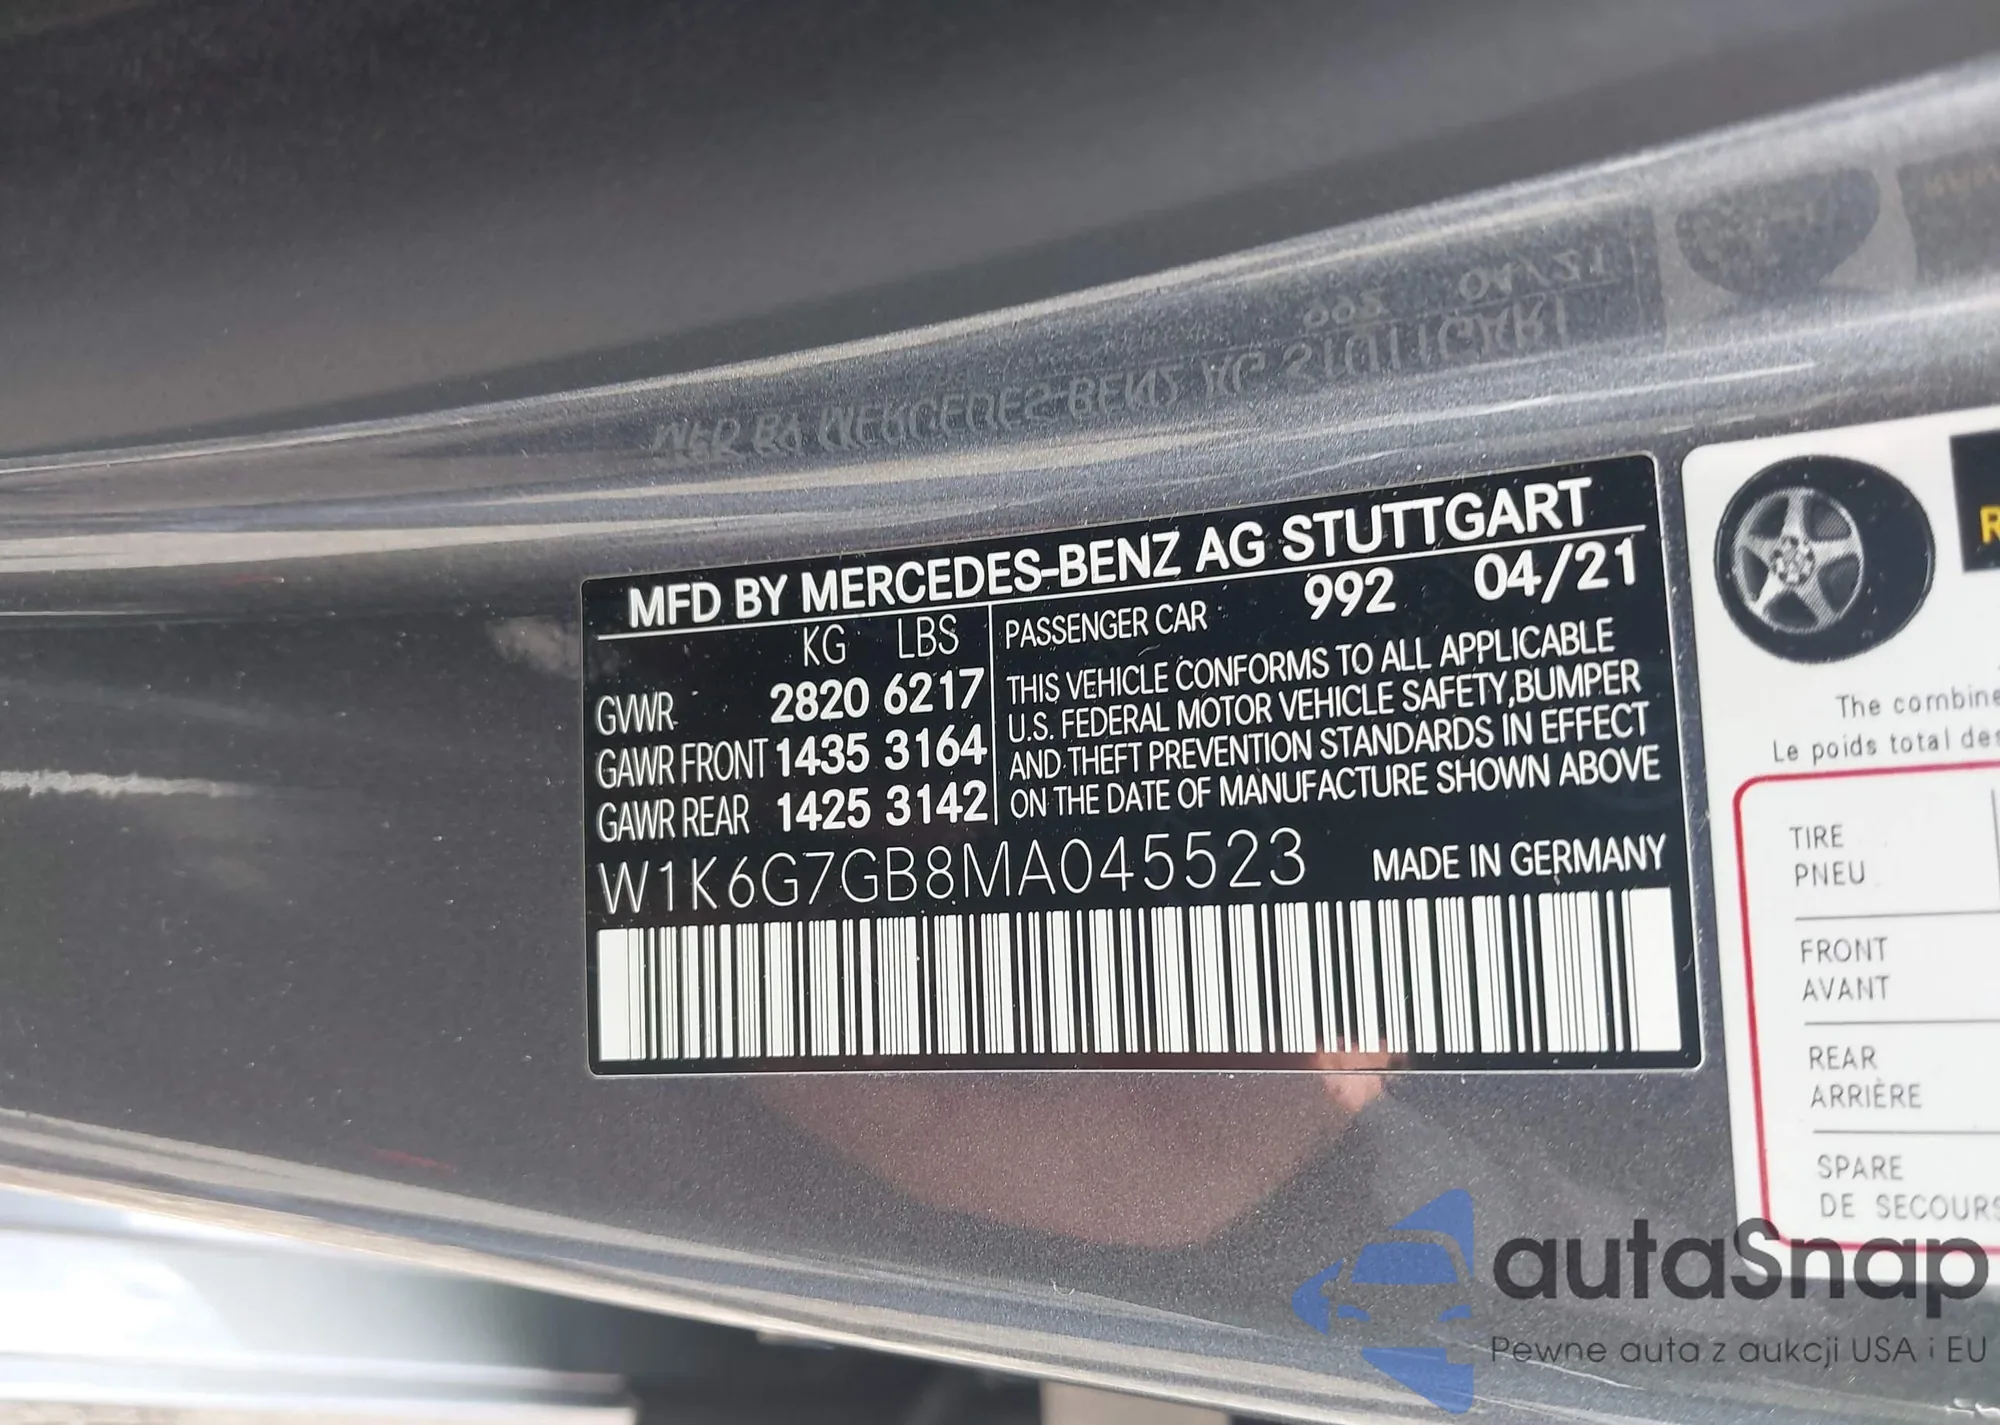 MFD BY MERCEDES-BENZ AG STUTTGART
KG LBS
GVWR 2820 6217
GAWR FRONT 1435 3164
GAWR REAR 1425 3142
PASSENGER CAR 992 04/21
THIS VEHICLE CONFORMS TO ALL APPLICABLE
U.S. FEDERAL MOTOR VEHICLE SAFETY,BUMPER
AND THEFT PREVENTION STANDARDS IN EFFECT
ON THE DATE OF MANUFACTURE SHOWN ABOVE
W1K6G7GB8MA045523 MADE IN GERMANY
The
Le poids total
TIRE
PNEU
FRONT
AVANT
REAR
ARRIÈRE
SPARE
DE SECOURS
autaSnap
Pewne auta z aukcji USA i EU